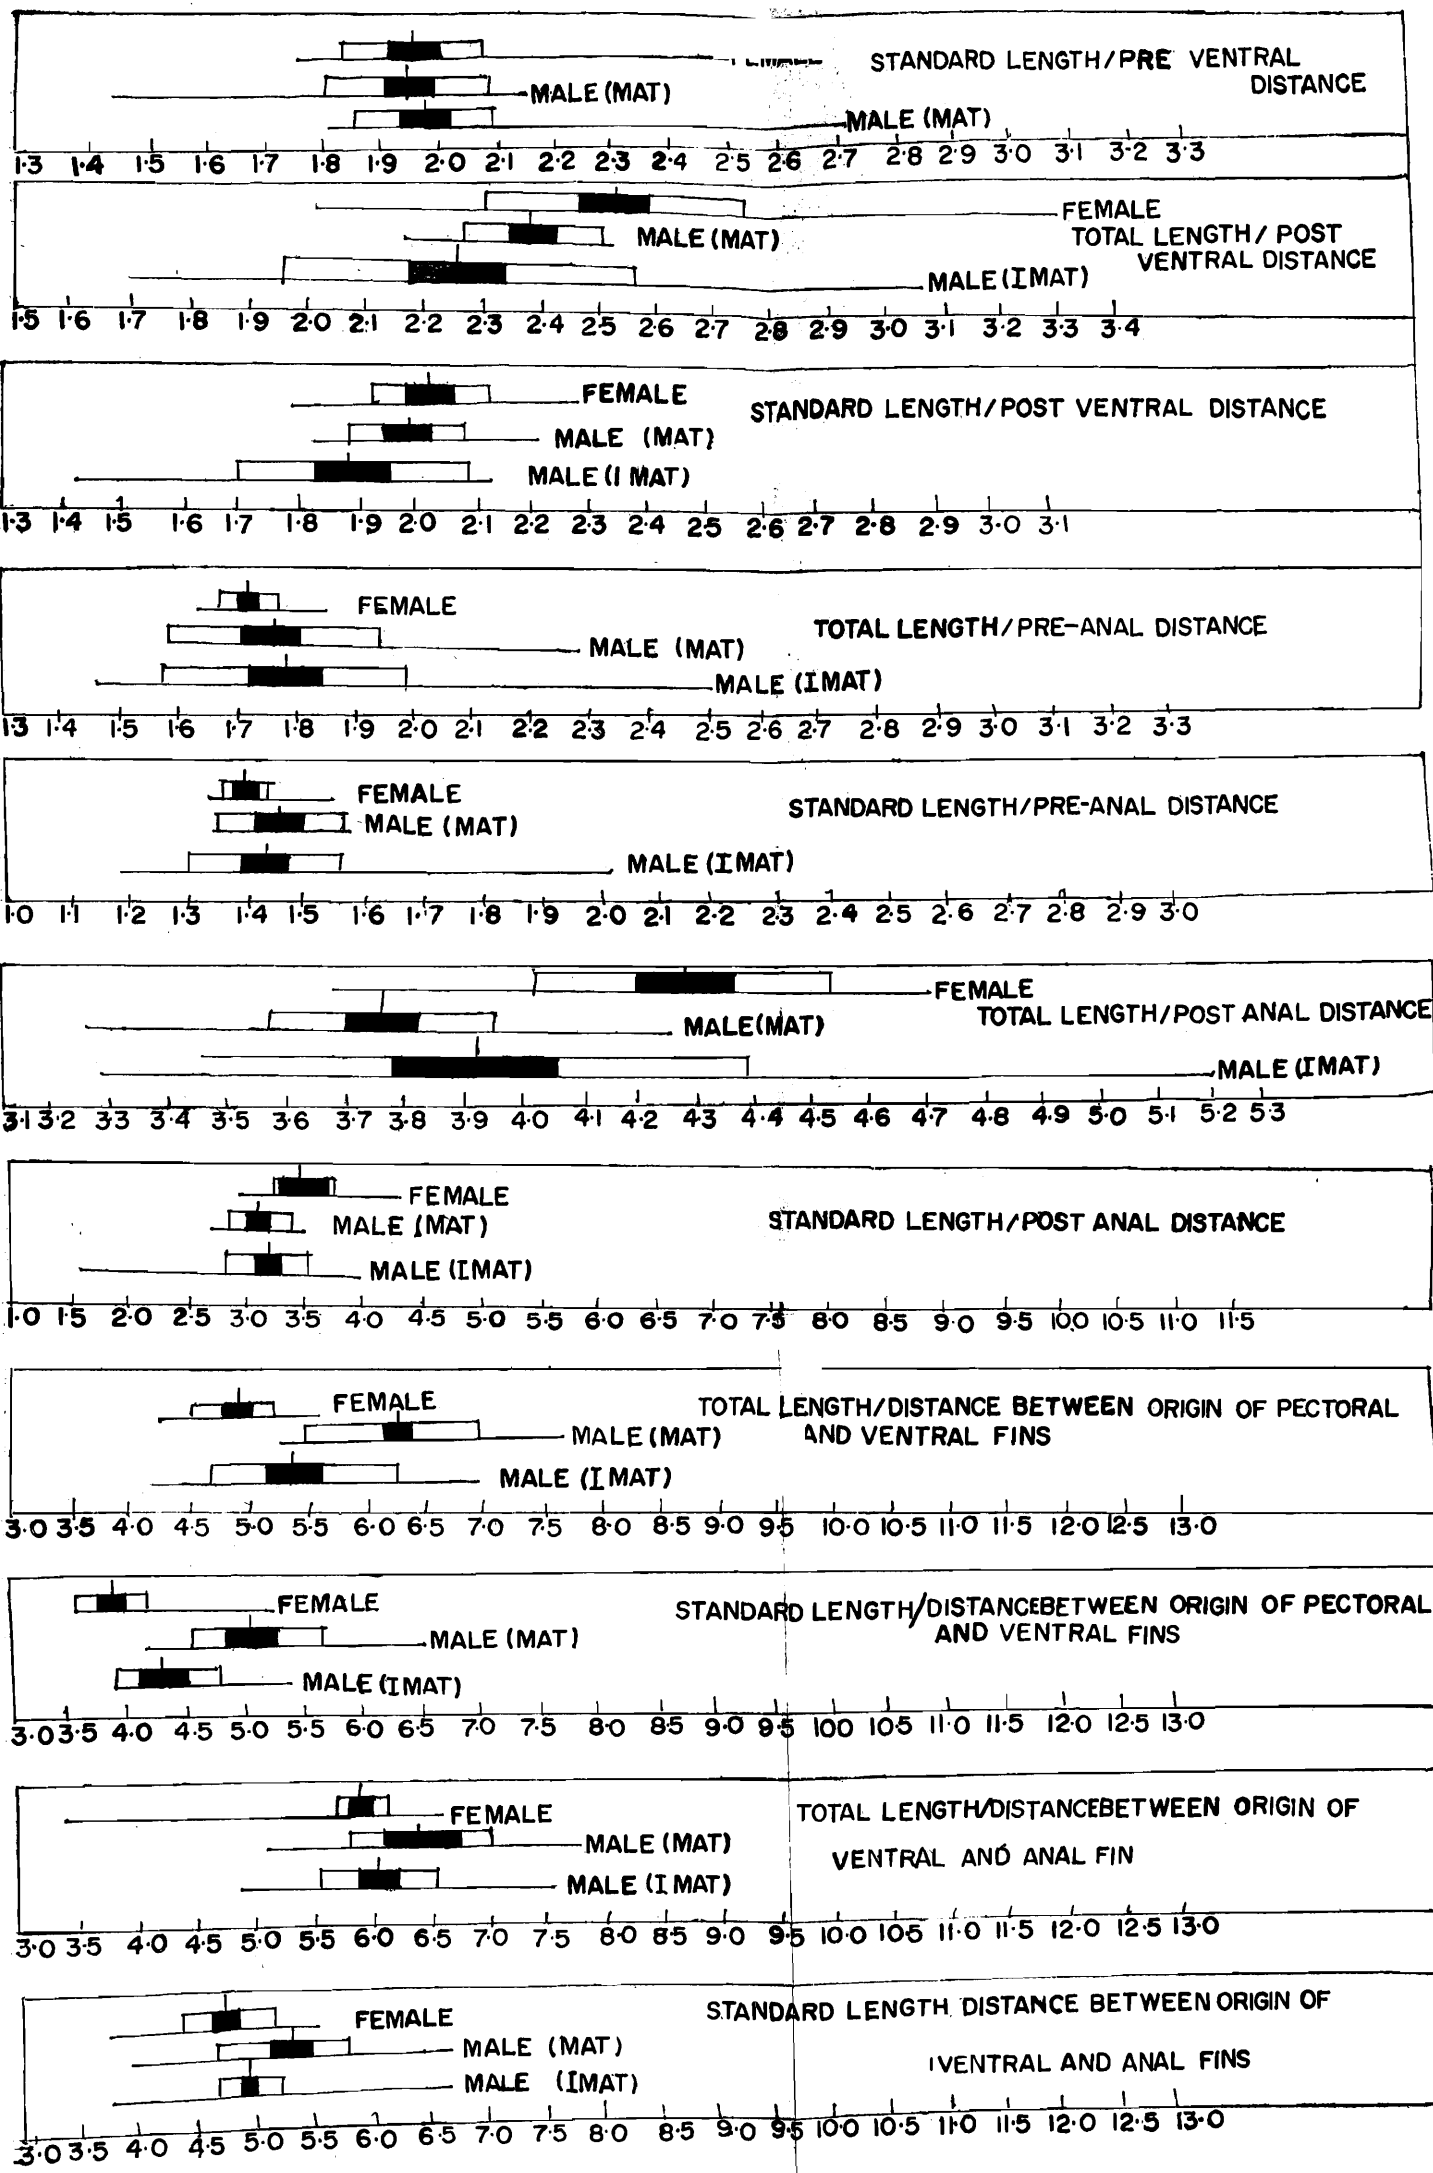 STANDARD LENGTH/PRE VENTRAL
DISTANCE
MALE (MAT)
MALE (MAT)
1.3 1.4 1.5 1.6 1.7 1.8 1.9 2.0 2.1 2.2 2.3 2.4 2.5 2.6 2.7 2.8 2.9 3.0 3.1 3.2 3.3
FEMALE
MALE (MAT)
TOTAL LENGTH/ POST
VENTRAL DISTANCE
MALE (IMAT)
1.5 1.6 1.7 1.8 1.9 2.0 2.1 2.2 2.3 2.4 2.5 2.6 2.7 2.8 2.9 3.0 3.1 3.2 3.3 3.4
FEMALE
STANDARD LENGTH/POST VENTRAL DISTANCE
MALE (MAT)
MALE (IMAT)
1.3 1.4 1.5 1.6 1.7 1.8 1.9 2.0 2.1 2.2 2.3 2.4 2.5 2.6 2.7 2.8 2.9 3.0 3.1
FEMALE
TOTAL LENGTH/PRE-ANAL DISTANCE
MALE (MAT)
MALE (IMAT)
1.3 1.4 1.5 1.6 1.7 1.8 1.9 2.0 2.1 2.2 2.3 2.4 2.5 2.6 2.7 2.8 2.9 3.0 3.1 3.2 3.3
FEMALE
STANDARD LENGTH/PRE-ANAL DISTANCE
MALE (MAT)
MALE (IMAT)
1.0 1.1 1.2 1.3 1.4 1.5 1.6 1.7 1.8 1.9 2.0 2.1 2.2 2.3 2.4 2.5 2.6 2.7 2.8 2.9 3.0
FEMALE
TOTAL LENGTH/POST ANAL DISTANCE
MALE (MAT)
MALE (IMAT)
3.1 3.2 3.3 3.4 3.5 3.6 3.7 3.8 3.9 4.0 4.1 4.2 4.3 4.4 4.5 4.6 4.7 4.8 4.9 5.0 5.1 5.2 5.3
FEMALE
STANDARD LENGTH/POST ANAL DISTANCE
MALE (MAT)
MALE (IMAT)
1.0 1.5 2.0 2.5 3.0 3.5 4.0 4.5 5.0 5.5 6.0 6.5 7.0 7.5 8.0 8.5 9.0 9.5 10.0 10.5 11.0 11.5
FEMALE
TOTAL LENGTH/DISTANCE BETWEEN ORIGIN OF PECTORAL
AND VENTRAL FINS
MALE (MAT)
MALE (IMAT)
3.0 3.5 4.0 4.5 5.0 5.5 6.0 6.5 7.0 7.5 8.0 8.5 9.0 9.5 10.0 10.5 11.0 11.5 12.0 12.5 13.0
FEMALE
STANDARD LENGTH/DISTANCE BETWEEN ORIGIN OF PECTORAL
AND VENTRAL FINS
MALE (MAT)
MALE (IMAT)
3.0 3.5 4.0 4.5 5.0 5.5 6.0 6.5 7.0 7.5 8.0 8.5 9.0 9.5 100 10.5 11.0 11.5 12.0 12.5 13.0
FEMALE
TOTAL LENGTH/DISTANCE BETWEEN ORIGIN OF
VENTRAL AND ANAL FIN
MALE (MAT)
MALE (IMAT)
3.0 3.5 4.0 4.5 5.0 5.5 6.0 6.5 7.0 7.5 8.0 8.5 9.0 9.5 10.0 10.5 11.0 11.5 12.0 12.5 13.0
FEMALE
STANDARD LENGTH DISTANCE BETWEEN ORIGIN OF
VENTRAL AND ANAL FINS
MALE (MAT)
MALE (IMAT)
3.0 3.5 4.0 4.5 5.0 5.5 6.0 6.5 7.0 7.5 8.0 8.5 9.0 9.5 10.0 10.5 11.0 11.5 12.0 12.5 13.0